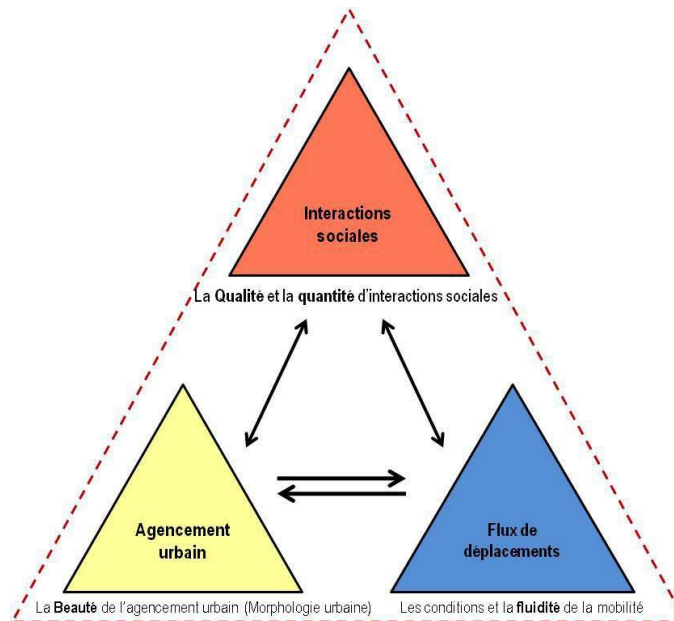 Interactions
sociales
La Qualité et la quantité d'interactions sociales
Agencement
urbain
Flux de
déplacements
La Beauté de l'agencement urbain (Morphologie urbaine)
Les conditions et la fluidité de la mobilité